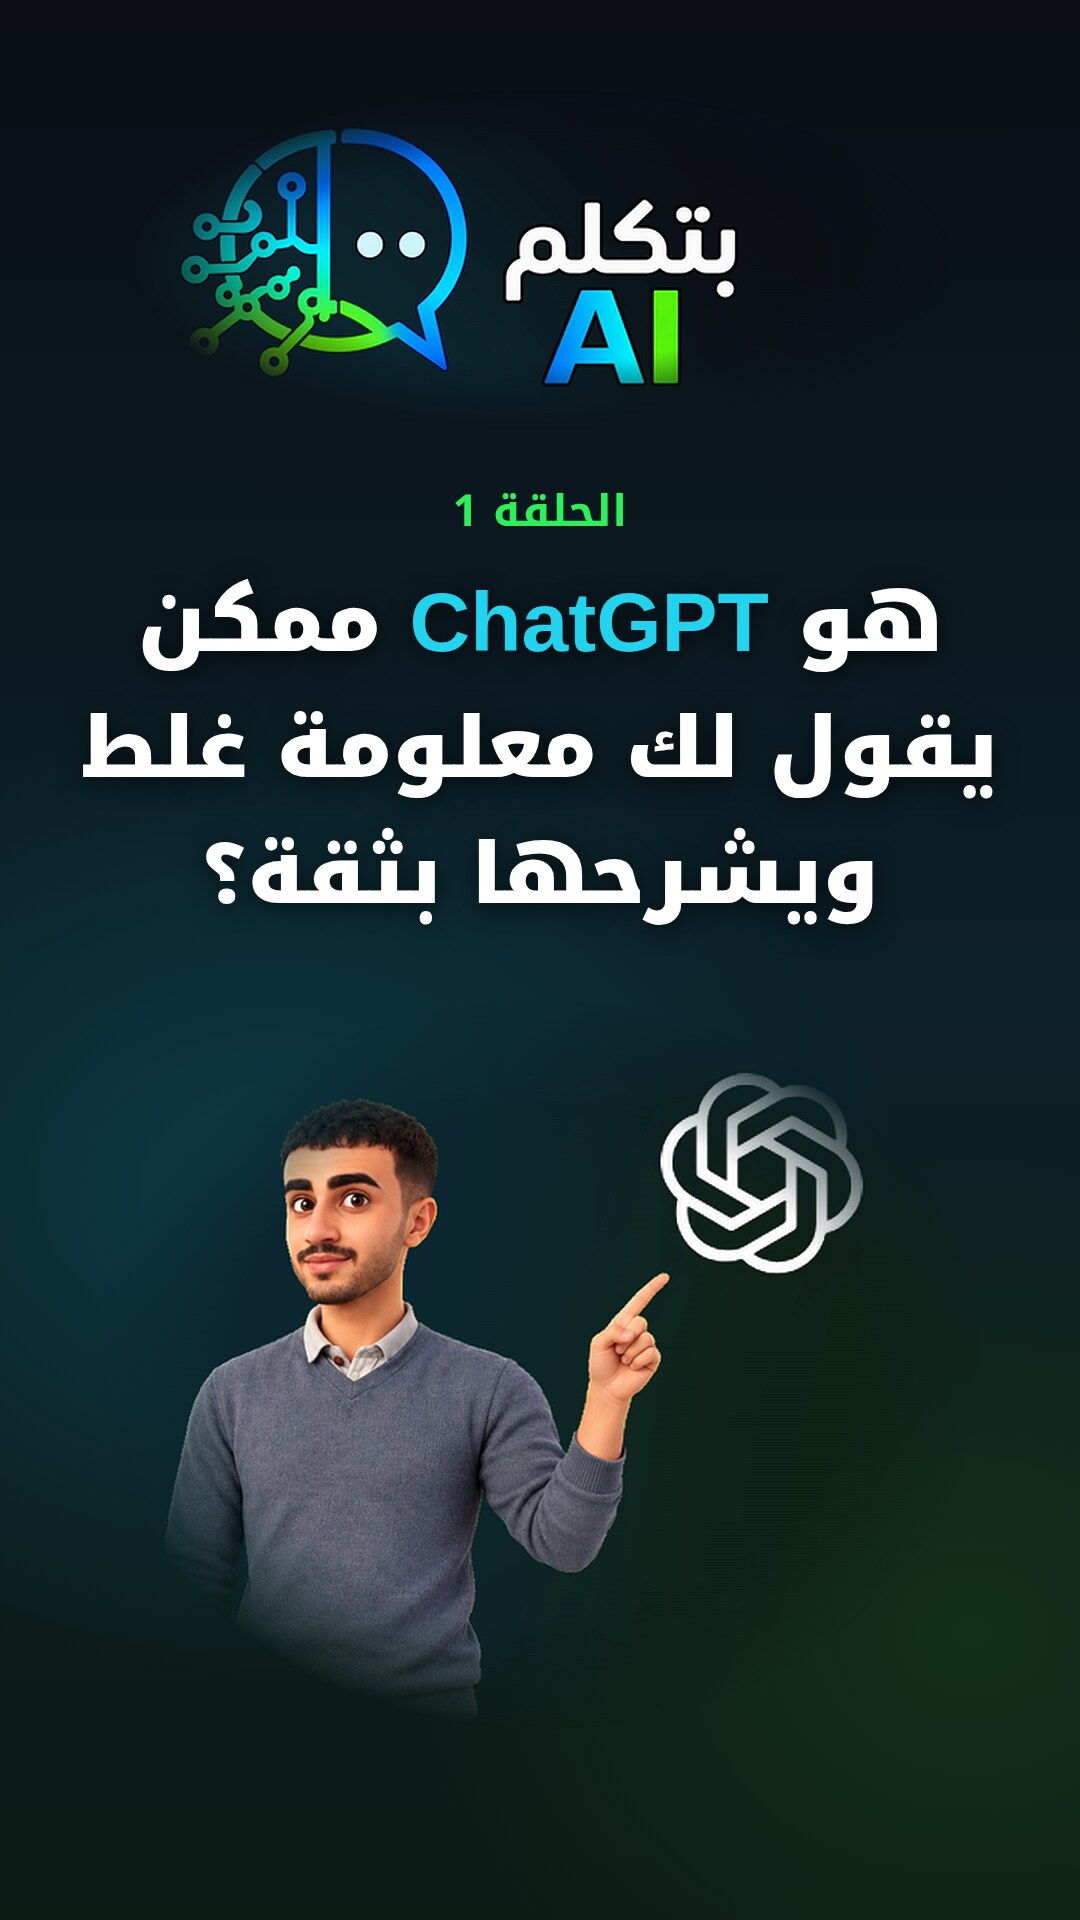 بتكلم
AI
الحلقة 1
هو ChatGPT ممكن
يقول لك معلومة غلط
ويشرحها بثقة؟